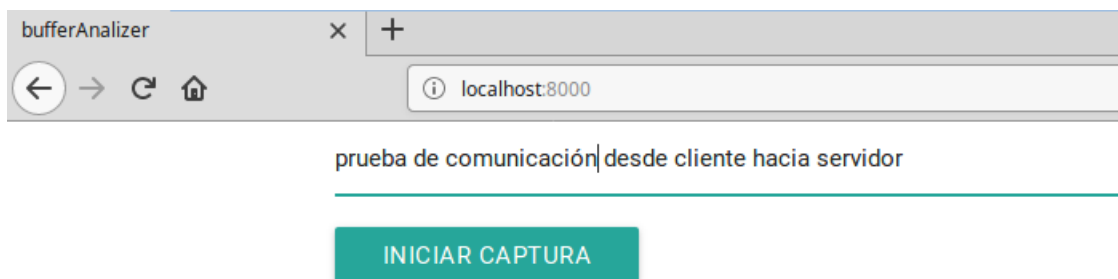 bufferAnalizer
localhost:8000
prueba de comunicación desde cliente hacia servidor
INICIAR CAPTURA